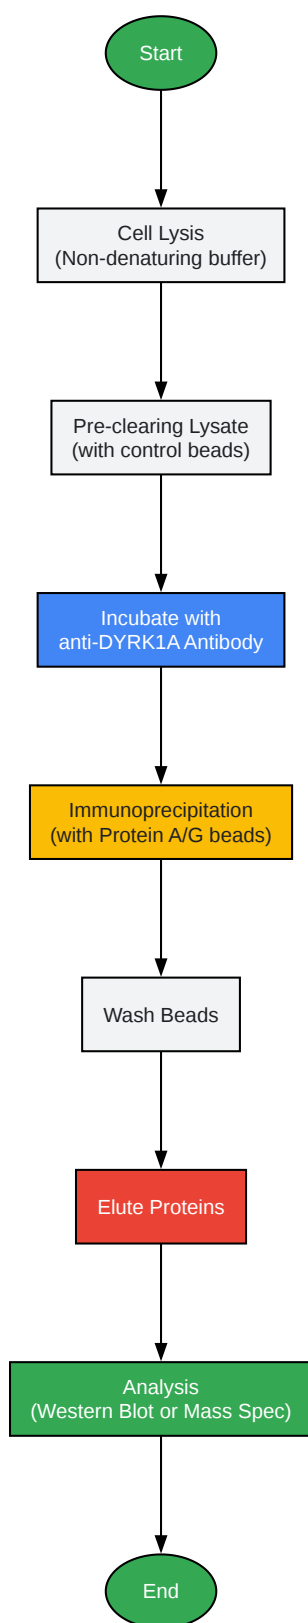 Start
Cell Lysis
(Non-denaturing buffer)
Pre-clearing Lysate
(with control beads)
Incubate with
anti-DYRK1A Antibody
Immunoprecipitation
(with Protein A/G beads)
Wash Beads
Elute Proteins
Analysis
(Western Blot or Mass Spec)
End